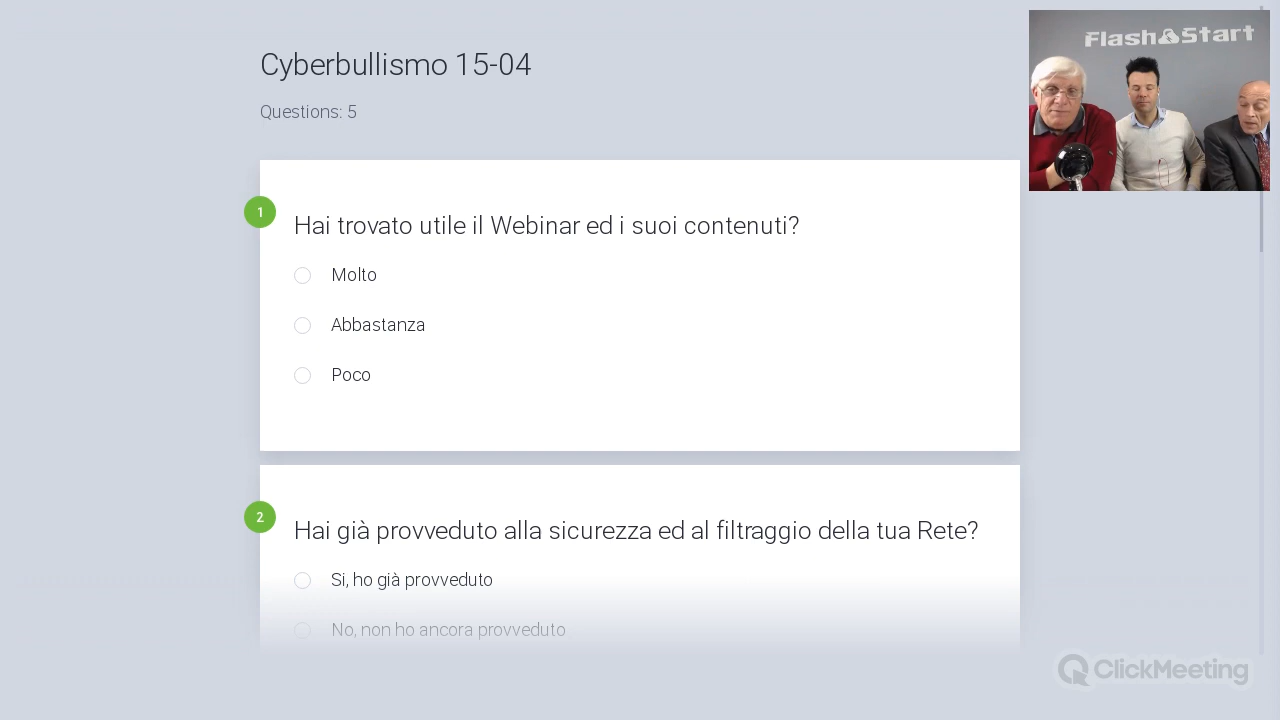 Cyberbullismo 15-04
Questions: 5
Flash Start
1
Hai trovato utile il Webinar ed i suoi contenuti?
Molto
Abbastanza
Poco
2
Hai già provveduto alla sicurezza ed al filtraggio della tua Rete?
Si, ho già provveduto
No, non ho ancora provveduto
ClickMeeting